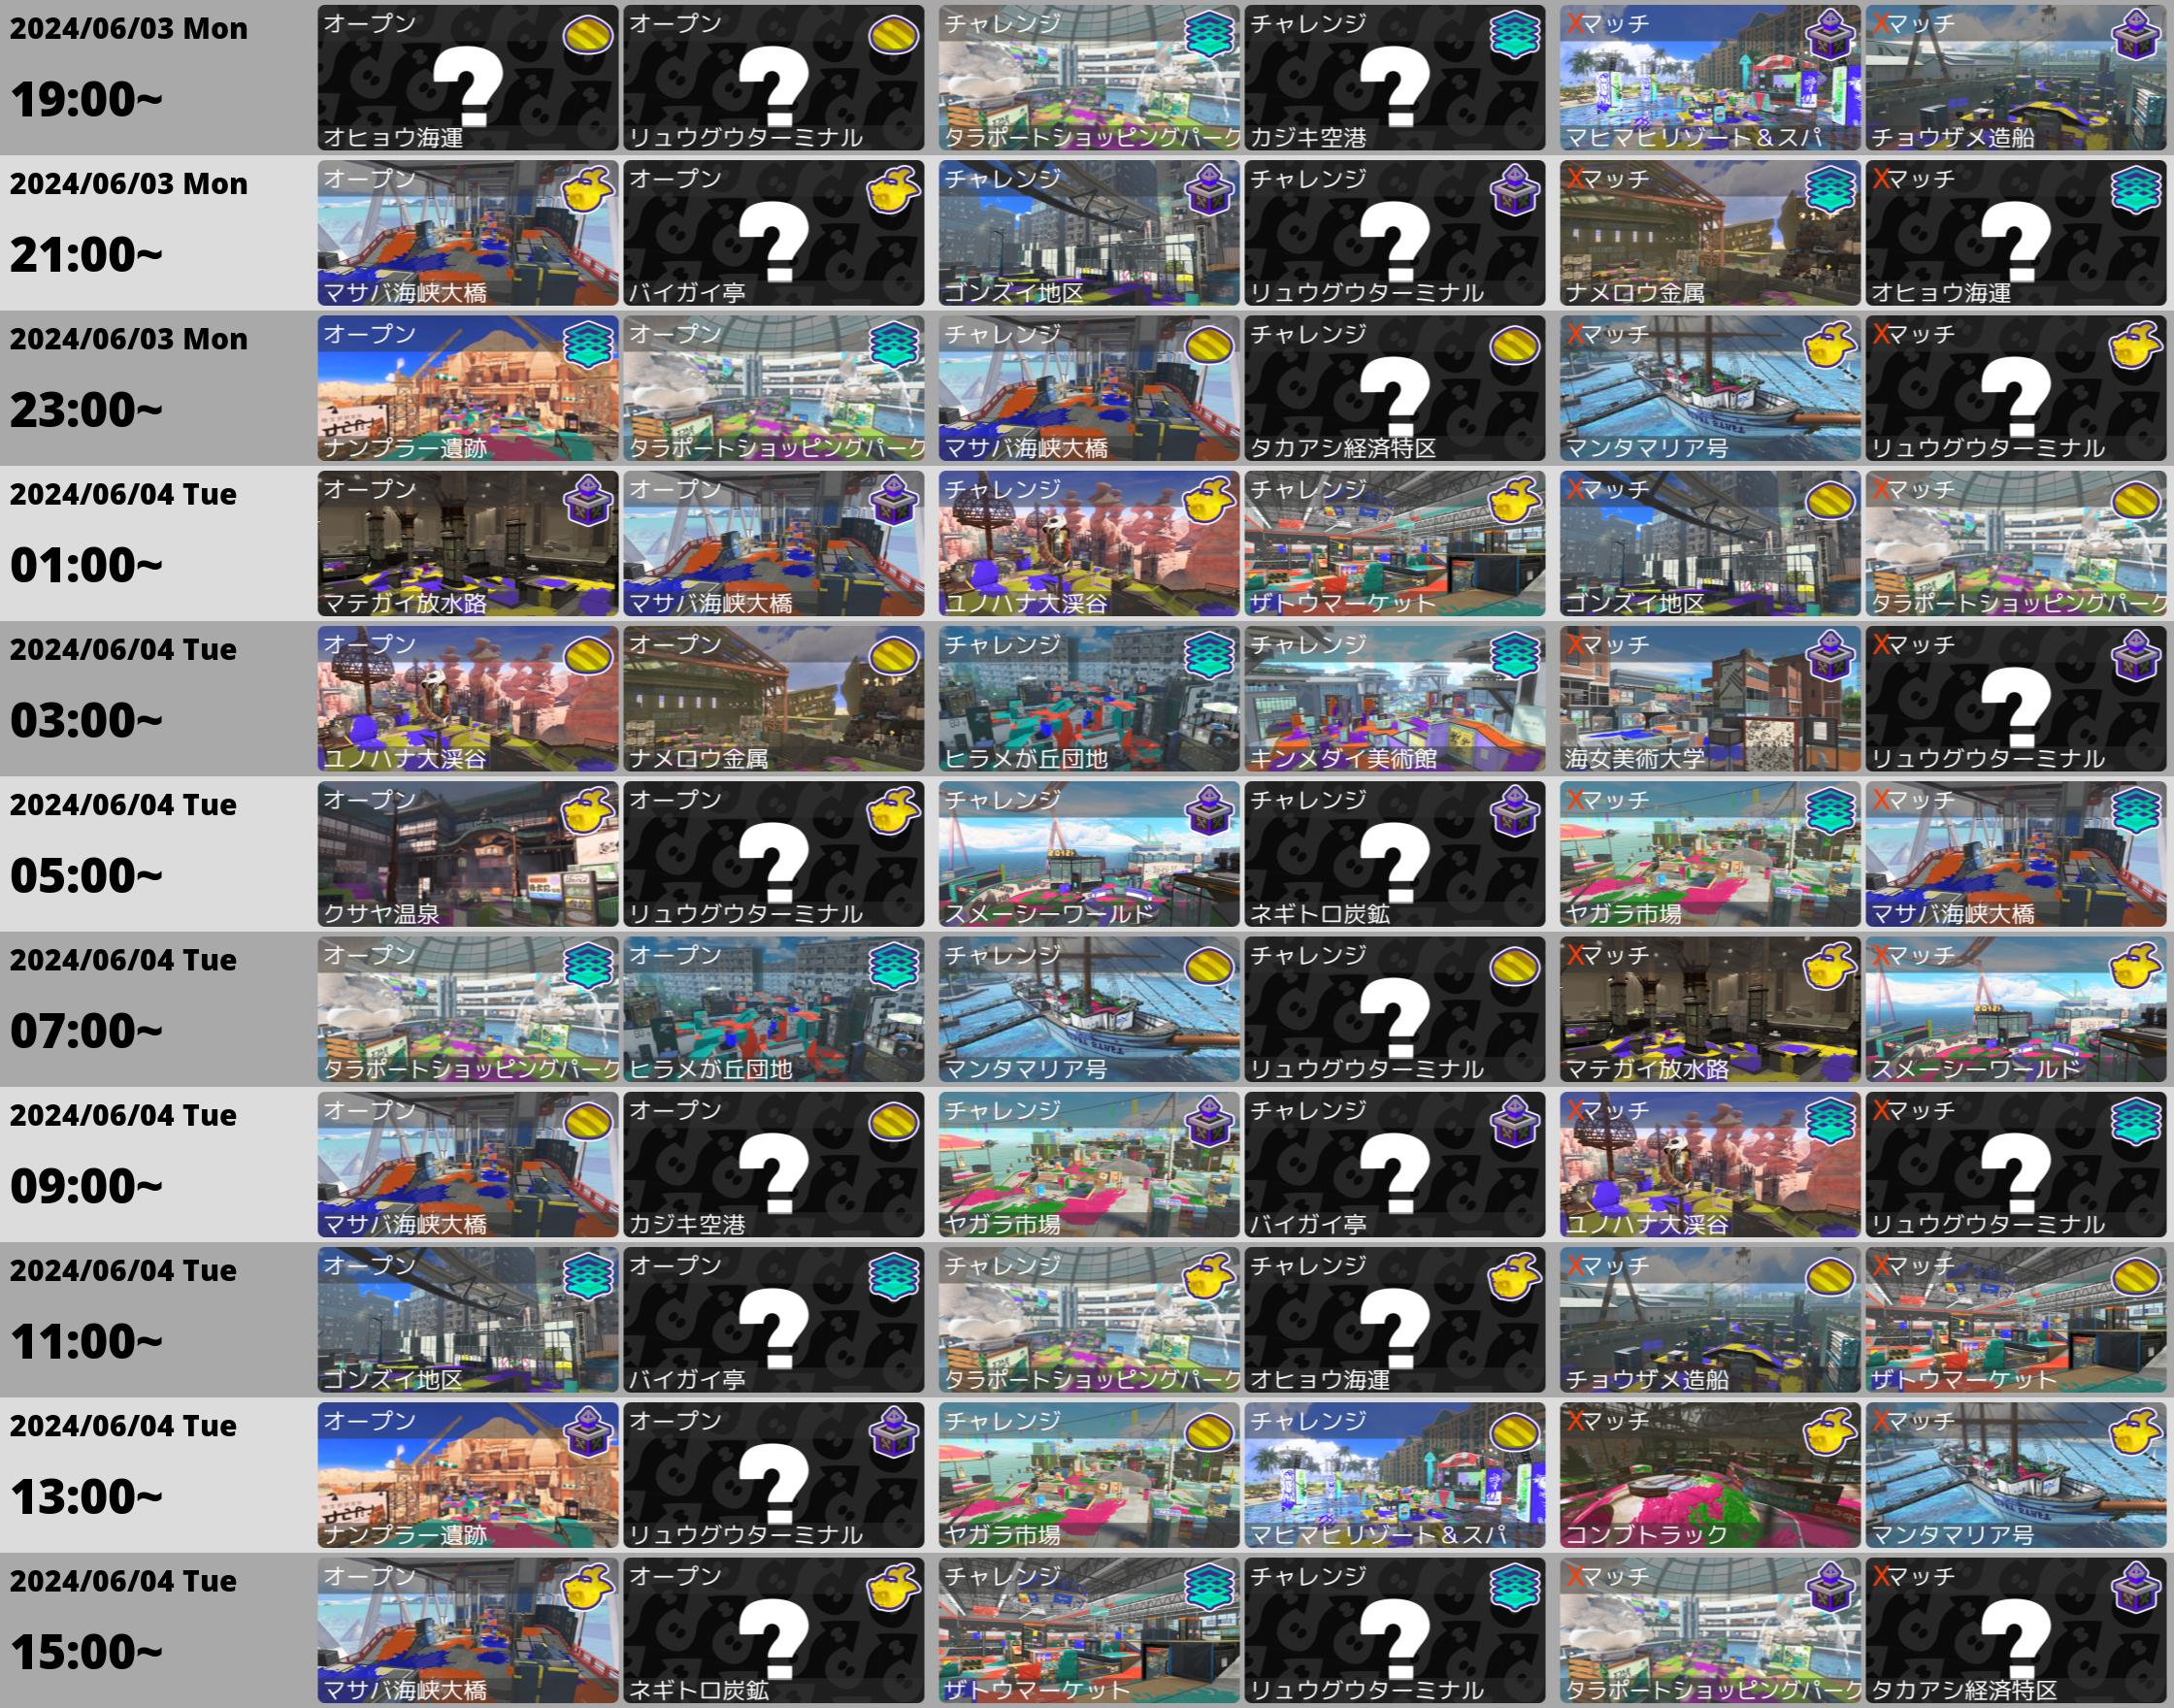 2024/06/03 Mon
19:00~
オープン
オヒョウ海運
オープン
リュウグウターミナル
チャレンジ
タラポートショッピングパーク
チャレンジ
カジキ空港
Xマッチ
マヒマヒリゾート＆スパ
Xマッチ
チョウザメ造船
2024/06/03 Mon
21:00~
オープン
マサバ海峡大橋
オープン
バイガイ亭
チャレンジ
ゴンズイ地区
チャレンジ
リュウグウターミナル
Xマッチ
ナメロウ金属
Xマッチ
オヒョウ海運
2024/06/03 Mon
23:00~
オープン
ナンプラー遺跡
オープン
タラポートショッピングパーク
チャレンジ
マサバ海峡大橋
チャレンジ
タカアシ経済特区
Xマッチ
マンタマリア号
Xマッチ
リュウグウターミナル
2024/06/04 Tue
01:00~
オープン
マテガイ放水路
オープン
マサバ海峡大橋
チャレンジ
ユノハナ大渓谷
チャレンジ
ザトウマーケット
Xマッチ
ゴンズイ地区
Xマッチ
タラポートショッピングパーク
2024/06/04 Tue
03:00~
オープン
ユノハナ大渓谷
オープン
ナメロウ金属
チャレンジ
ヒラメが丘団地
チャレンジ
キンメダイ美術館
Xマッチ
海女美術大学
Xマッチ
リュウグウターミナル
2024/06/04 Tue
05:00~
オープン
クサヤ温泉
オープン
リュウグウターミナル
チャレンジ
スメーシーワールド
チャレンジ
ネギトロ炭鉱
Xマッチ
ヤガラ市場
Xマッチ
マサバ海峡大橋
2024/06/04 Tue
07:00~
オープン
タラポートショッピングパーク
オープン
ヒラメが丘団地
チャレンジ
マンタマリア号
チャレンジ
リュウグウターミナル
Xマッチ
マテガイ放水路
Xマッチ
スメーシーワールド
2024/06/04 Tue
09:00~
オープン
マサバ海峡大橋
オープン
カジキ空港
チャレンジ
ヤガラ市場
チャレンジ
バイガイ亭
Xマッチ
ユノハナ大渓谷
Xマッチ
リュウグウターミナル
2024/06/04 Tue
11:00~
オープン
ゴンズイ地区
オープン
バイガイ亭
チャレンジ
タラポートショッピングパーク
チャレンジ
オヒョウ海運
Xマッチ
チョウザメ造船
Xマッチ
ザトウマーケット
2024/06/04 Tue
13:00~
オープン
ナンプラー遺跡
オープン
リュウグウターミナル
チャレンジ
ヤガラ市場
チャレンジ
マヒマヒリゾート＆スパ
Xマッチ
コンブトラック
Xマッチ
マンタマリア号
2024/06/04 Tue
15:00~
オープン
マサバ海峡大橋
オープン
ネギトロ炭鉱
チャレンジ
ザトウマーケット
チャレンジ
リュウグウターミナル
Xマッチ
タラポートショッピングパーク
Xマッチ
タカアシ経済特区